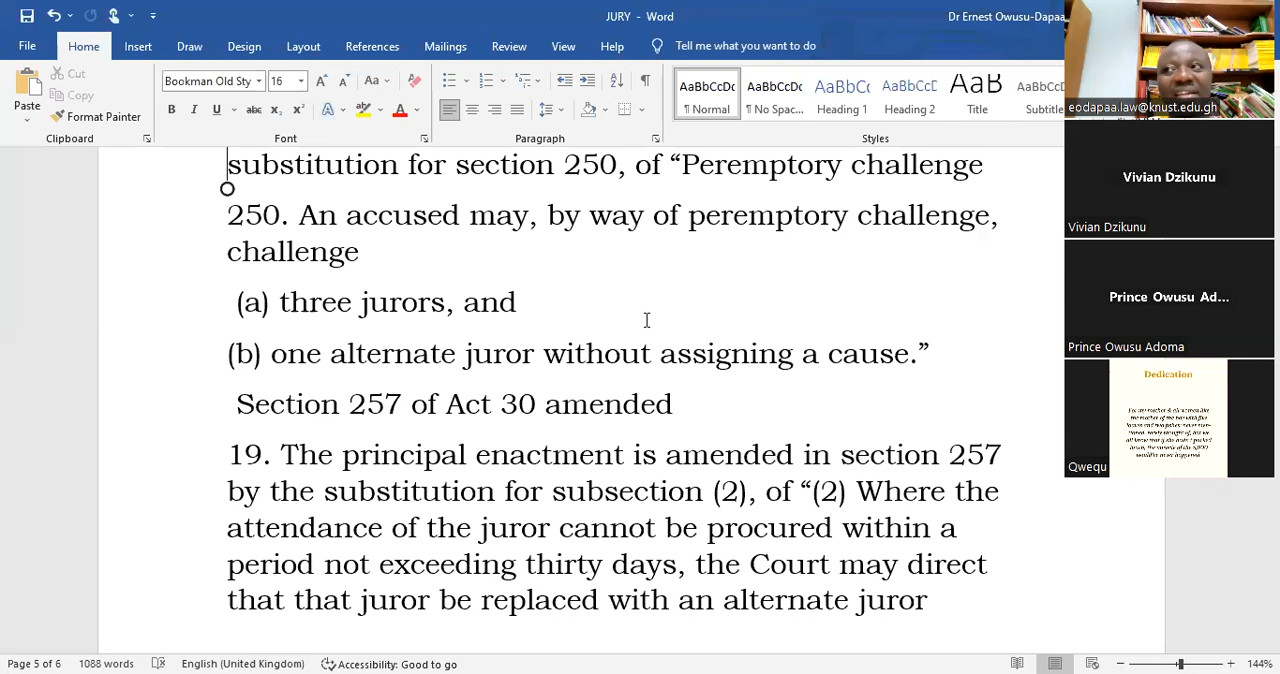 JURY - Word
Dr Ernest Owusu-Dapaa
File Home Insert Draw Design Layout References Mailings Review View Help Tell me what you want to do
Paste
Cut
Copy
Format Painter
Clipboard
Bookman Old Sty 16
Font
Paragraph
AaBbCcDc AaBbCcDc AaBbCcI AaBbCcD AaB AaBbCcD
¶ Normal ¶ No Spac... Heading 1 Heading 2 Title Subtitle
Styles
substitution for section 250, of “Peremptory challenge
250. An accused may, by way of peremptory challenge,
challenge
(a) three jurors, and
(b) one alternate juror without assigning a cause.”
Section 257 of Act 30 amended
19. The principal enactment is amended in section 257
by the substitution for subsection (2), of “(2) Where the
attendance of the juror cannot be procured within a
period not exceeding thirty days, the Court may direct
that that juror be replaced with an alternate juror
eodapaa.law@knust.edu.gh
Vivian Dzikunu
Vivian Dzikunu
Prince Owusu Ad...
Prince Owusu Adoma
Dedication
Qwequ
Page 5 of 6 1088 words English (United Kingdom) Accessibility: Good to go 144%